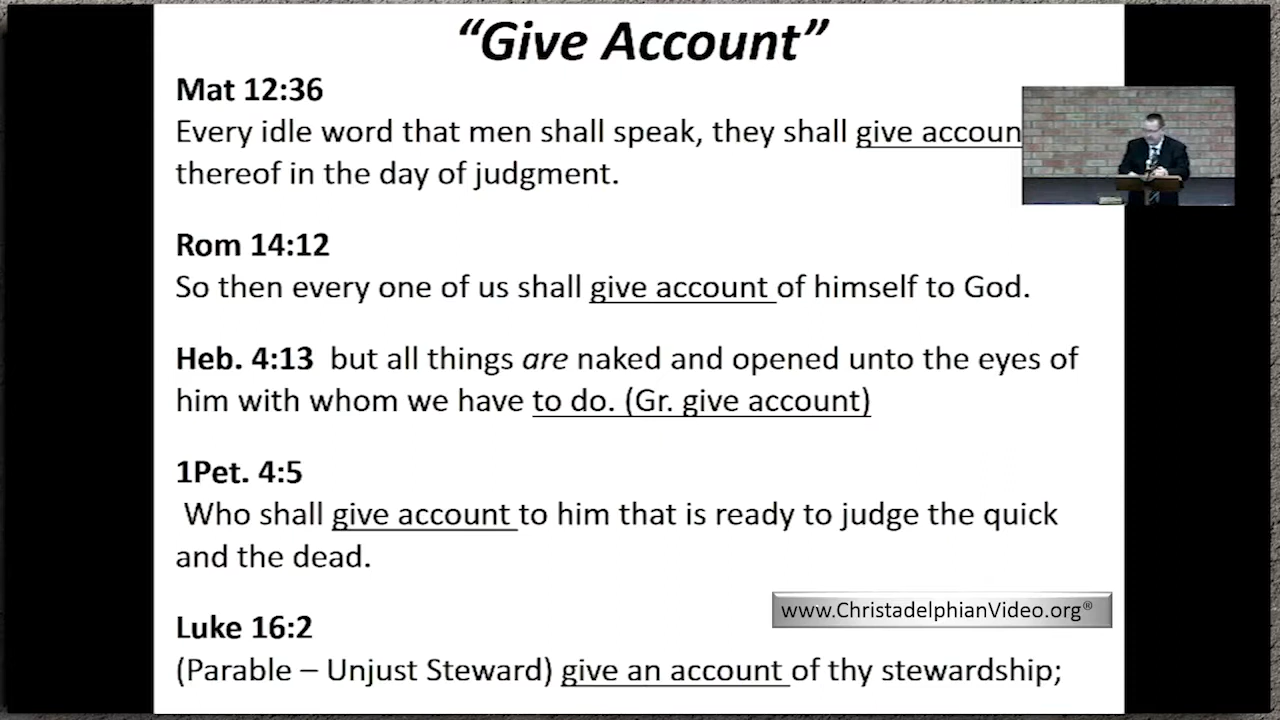 “Give Account”
Mat 12:36
Every idle word that men shall speak, they shall give accoun
thereof in the day of judgment.
Rom 14:12
So then every one of us shall give account of himself to God.
Heb. 4:13 but all things are naked and opened unto the eyes of
him with whom we have to do. (Gr. give account)
1Pet. 4:5
Who shall give account to him that is ready to judge the quick
and the dead.
www.ChristadelphianVideo.org®
Luke 16:2
(Parable – Unjust Steward) give an account of thy stewardship;